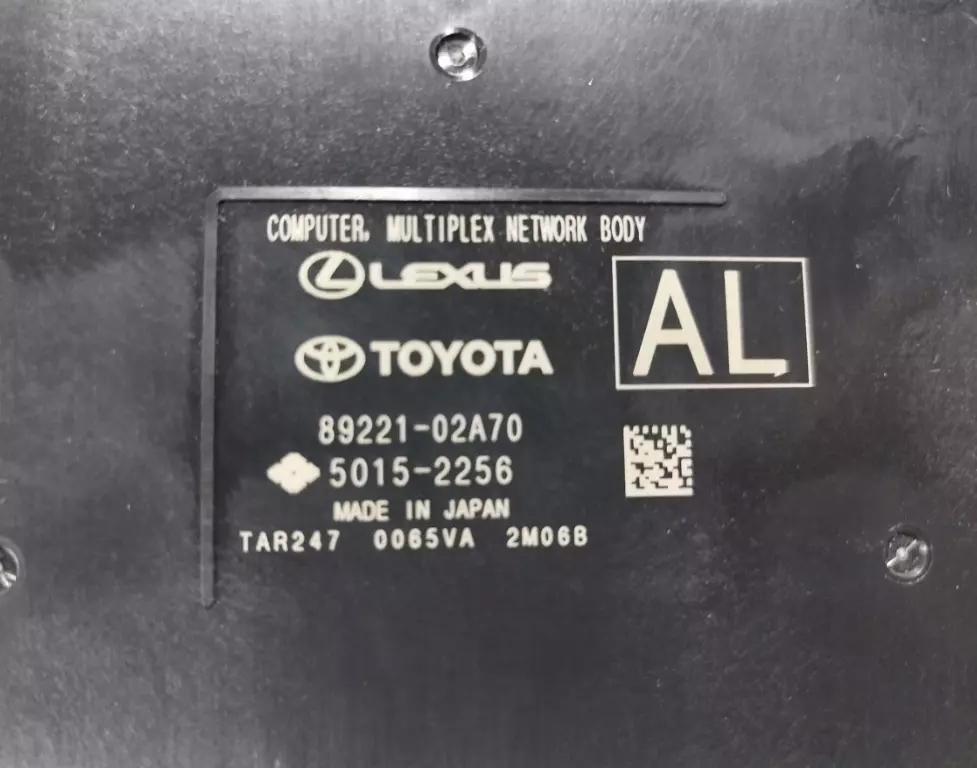 COMPUTER, MULTIPLEX NETWORK BODY
LEXUS
TOYOTA
AL
89221-02A70
5015-2256
MADE IN JAPAN
TAR247 0065VA 2M06B